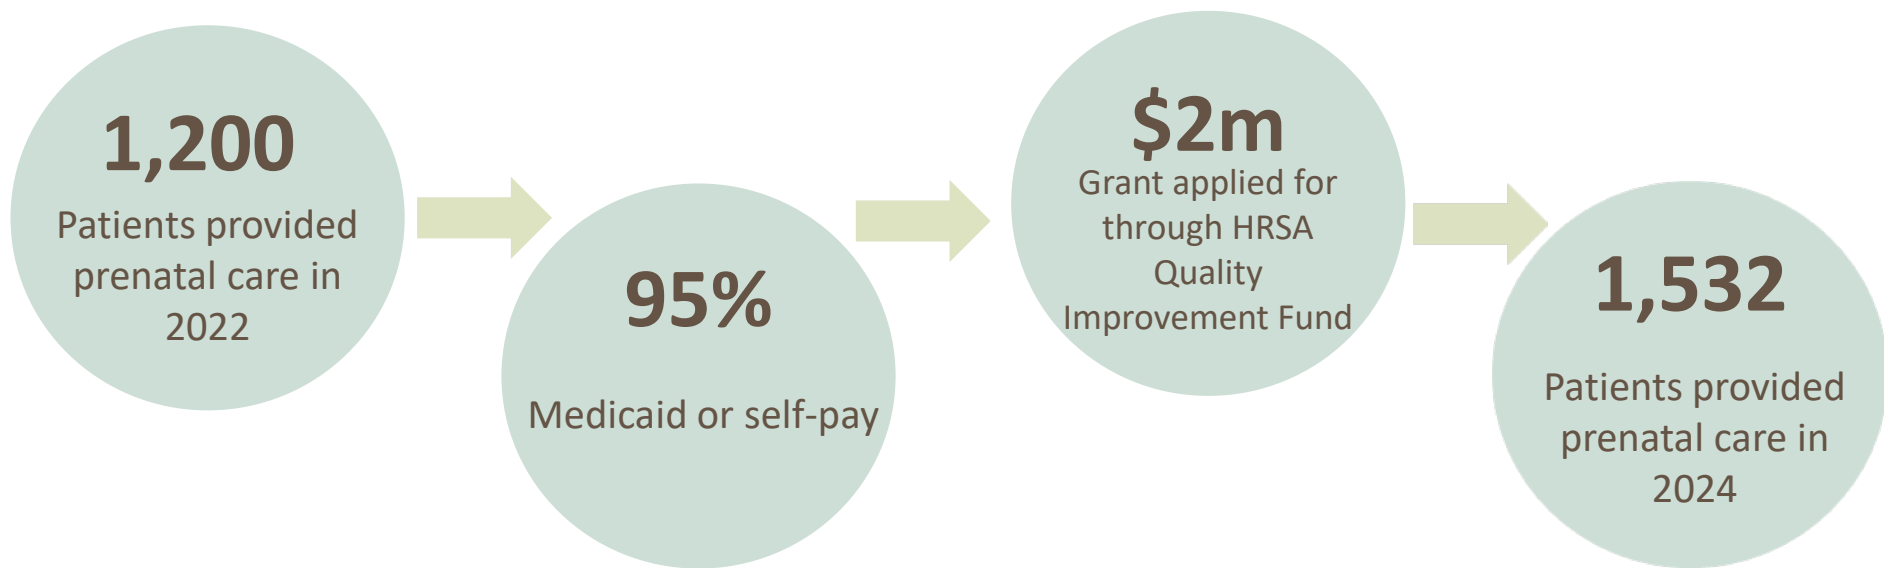 1,200
Patients provided
prenatal care in
2022
95%
Medicaid or self-pay
$2m
Grant applied for
through HRSA
Quality
Improvement Fund
1,532
Patients provided
prenatal care in
2024